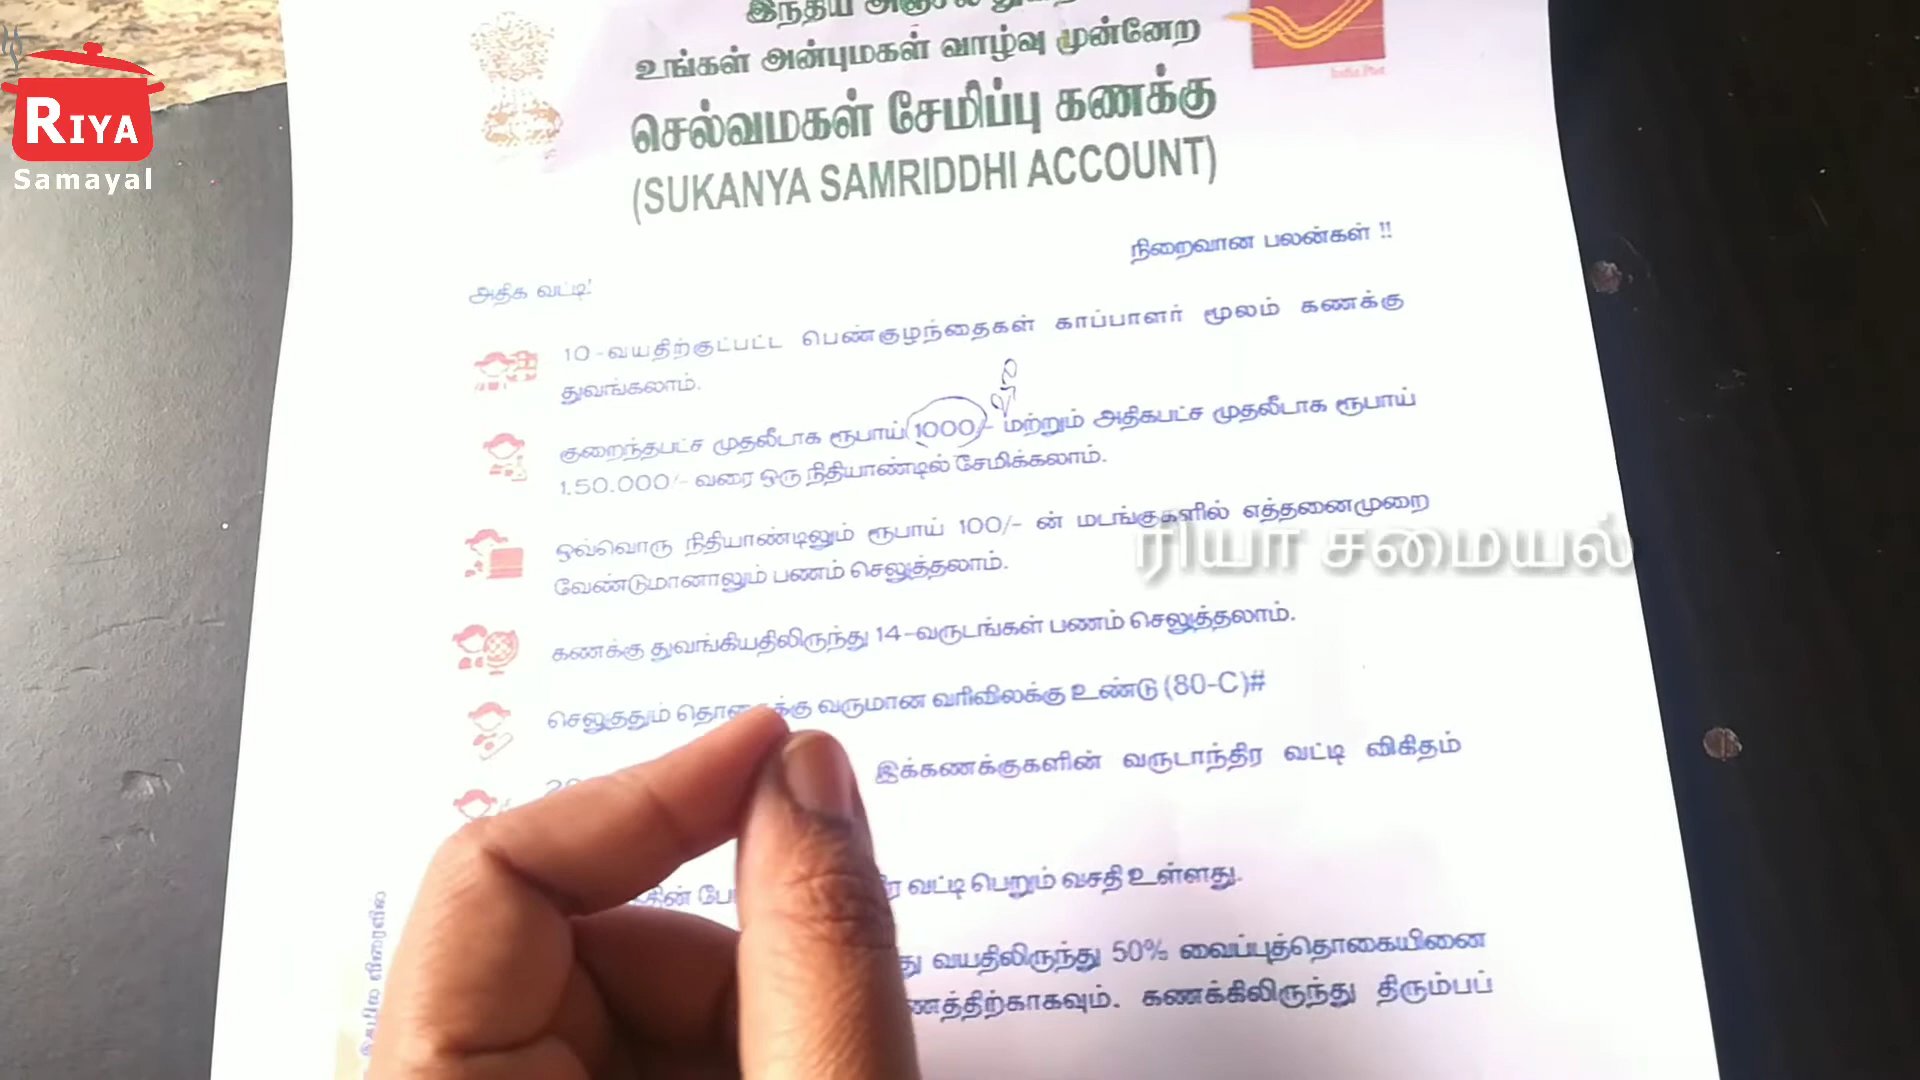 RIYA
Samayal
உங்கள் அன்புமகள் வாழ்வு முன்னேற
செல்வமகள் சேமிப்பு கணக்கு
(SUKANYA SAMRIDDHI ACCOUNT)
India Post
நிறைவான பலன்கள் !!
அதிக வட்டி!
10-வயதிற்குட்பட்ட பெண்குழந்தைகள் காப்பாளர் மூலம் கணக்கு
துவங்கலாம்.
குறைந்தபட்ச முதலீடாக ரூபாய் 1000/- மற்றும் அதிகபட்ச முதலீடாக ரூபாய்
1.50.000/- வரை ஒரு நிதியாண்டில் சேமிக்கலாம்.
ஒவ்வொரு நிதியாண்டிலும் ரூபாய் 100/- ன் மடங்குகளில் எத்தனைமுறை
வேண்டுமானாலும் பணம் செலுத்தலாம்.
ரியா சமையல்
கணக்கு துவங்கியதிலிருந்து 14-வருடங்கள் பணம் செலுத்தலாம்.
செலுத்தும் தொகைக்கு வருமான வரிவிலக்கு உண்டு (80-C)#
இக்கணக்குகளின் வருடாந்திர வட்டி விகிதம்
வட்டி பெறும் வசதி உள்ளது.
வயதிலிருந்து 50% வைப்புத்தொகையினை
கணக்கிலிருந்து திரும்பப்